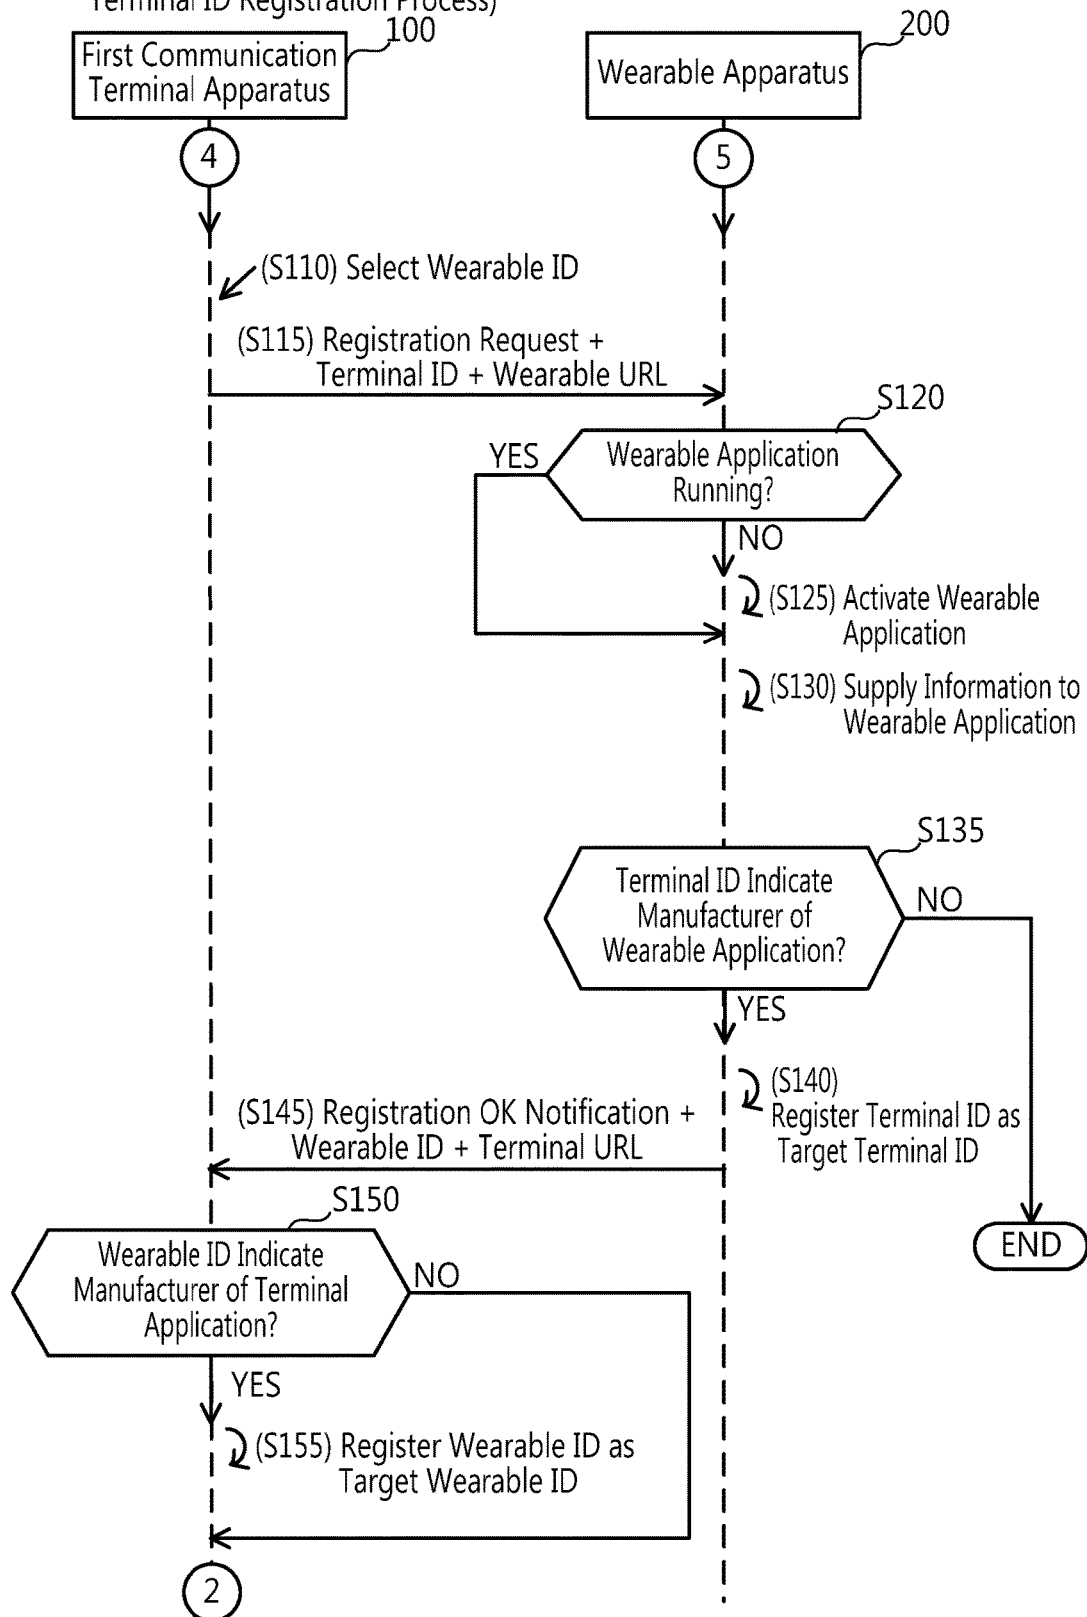 Terminal ID Registration Process)
100
200
First Communication
Terminal Apparatus
Wearable Apparatus
4
5
(S110) Select Wearable ID
(S115) Registration Request +
Terminal ID + Wearable URL
S120
YES
Wearable Application
Running?
NO
(S125) Activate Wearable
Application
(S130) Supply Information to
Wearable Application
S135
Terminal ID Indicate
Manufacturer of
Wearable Application?
NO
YES
(S140)
Register Terminal ID as
Target Terminal ID
(S145) Registration OK Notification +
Wearable ID + Terminal URL
S150
Wearable ID Indicate
Manufacturer of Terminal
Application?
NO
END
YES
(S155) Register Wearable ID as
Target Wearable ID
2